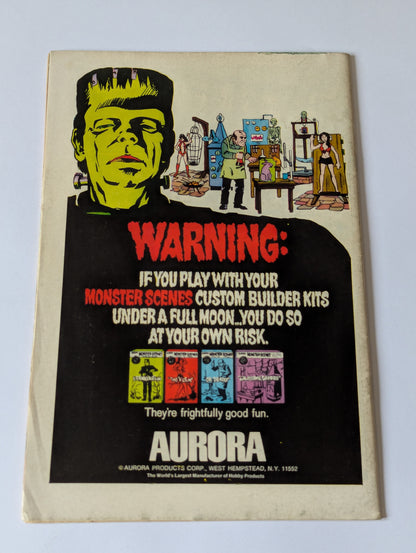 WARNING:
IF YOU PLAY WITH YOUR
MONSTER SCENES CUSTOM BUILDER KITS
UNDER A FULL MOON...YOU DO SO
AT YOUR OWN RISK.
They're frightfully good fun.
AURORA
© AURORA PRODUCTS CORP., WEST HEMPSTEAD, N.Y. 11552
The World's Largest Manufacturer of Hobby Products